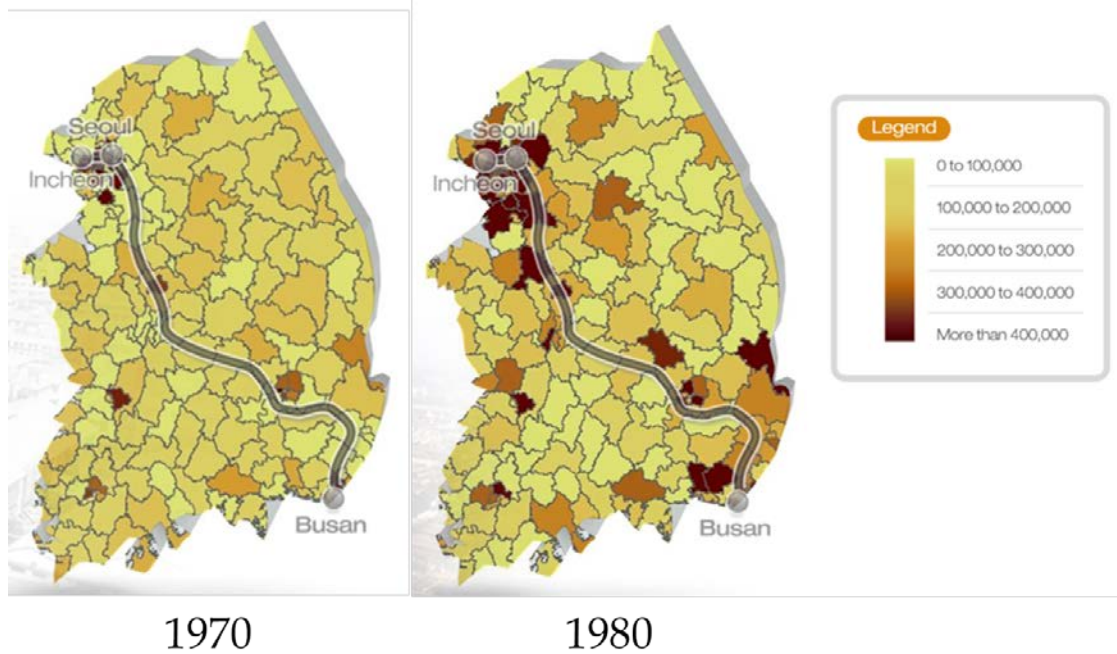 Seoul
Incheon
Busan
1970
Seoul
Incheon
Busan
1980
Legend
0 to 100,000
100,000 to 200,000
200,000 to 300,000
300,000 to 400,000
More than 400,000